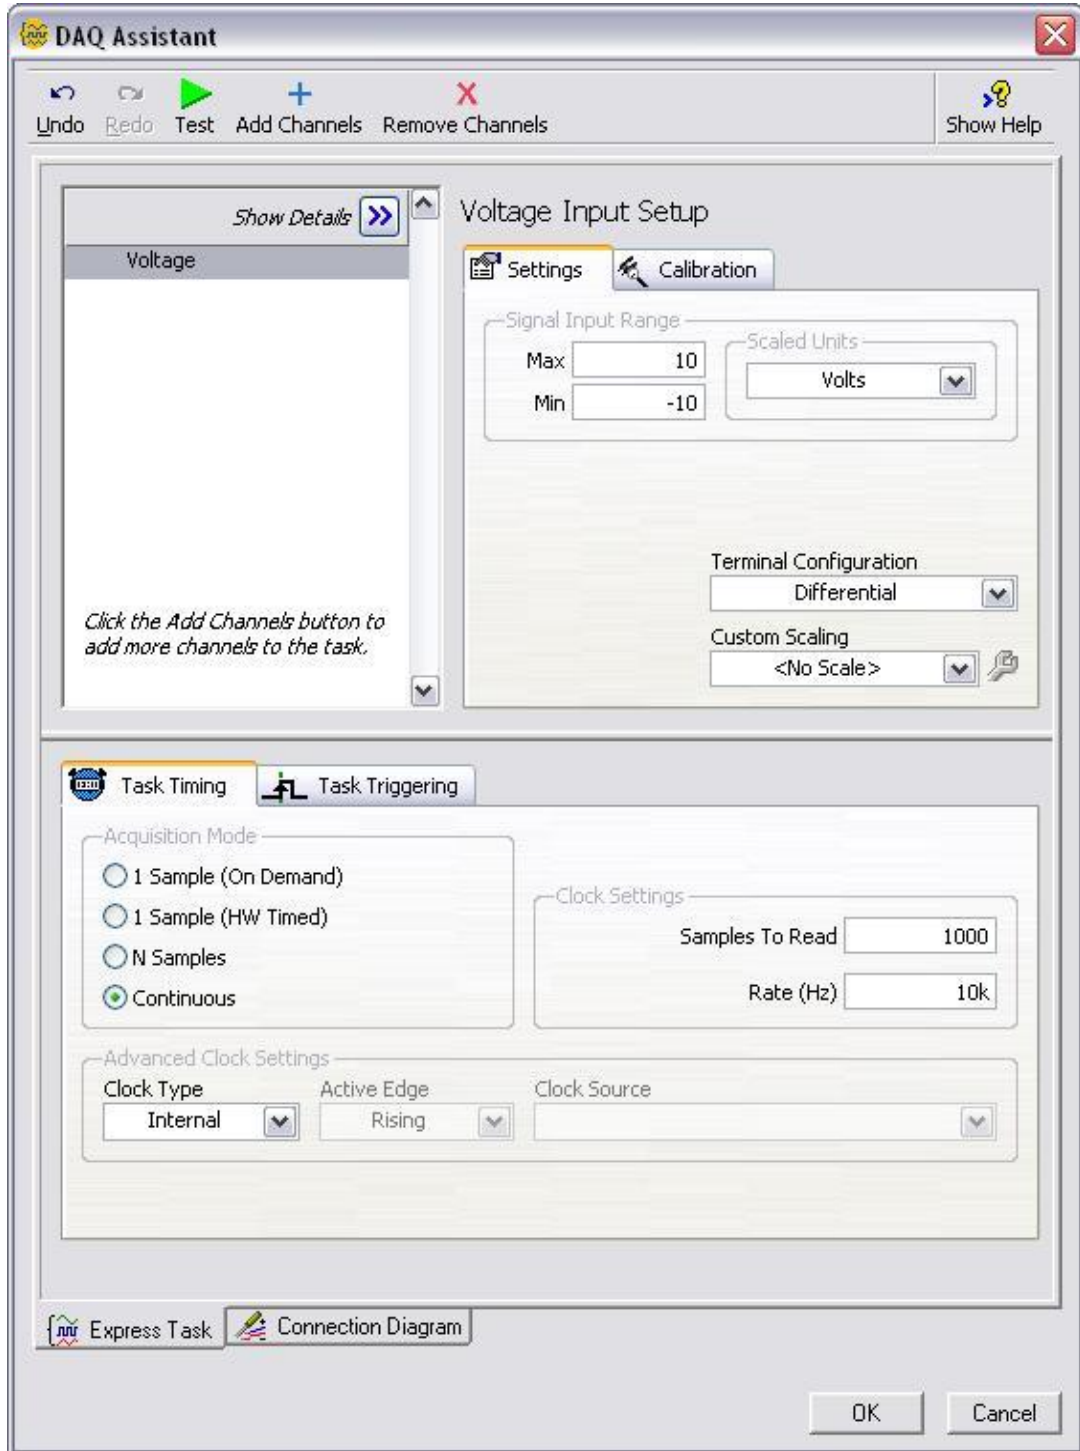 DAQ Assistant
Undo Redo Test Add Channels Remove Channels Show Help
Show Details
Voltage
Click the Add Channels button to
add more channels to the task.
Voltage Input Setup
Settings Calibration
Signal Input Range
Max 10
Min -10
Scaled Units
Volts
Terminal Configuration
Differential
Custom Scaling
<No Scale>
Task Timing Task Triggering
Acquisition Mode
1 Sample (On Demand)
1 Sample (HW Timed)
N Samples
Continuous
Clock Settings
Samples To Read 1000
Rate (Hz) 10k
Advanced Clock Settings
Clock Type Active Edge Clock Source
Internal Rising
Express Task Connection Diagram
OK Cancel